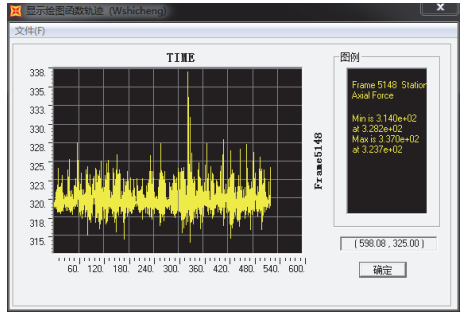 显示绘图函数轨迹 (Wshicheng)
x
文件(F)
TIME
338.
335.
333.
330.
328.
325.
323.
320.
318.
315.
60. 120. 180. 240. 300. 360. 420. 480. 540. 600.
Frame5148
图例
Frame 5148 Station
Axial Force
Min is 3.140e+02
at 3.282e+02
Max is 3.370e+02
at 3.237e+02
( 598.08 , 325.00 )
确定